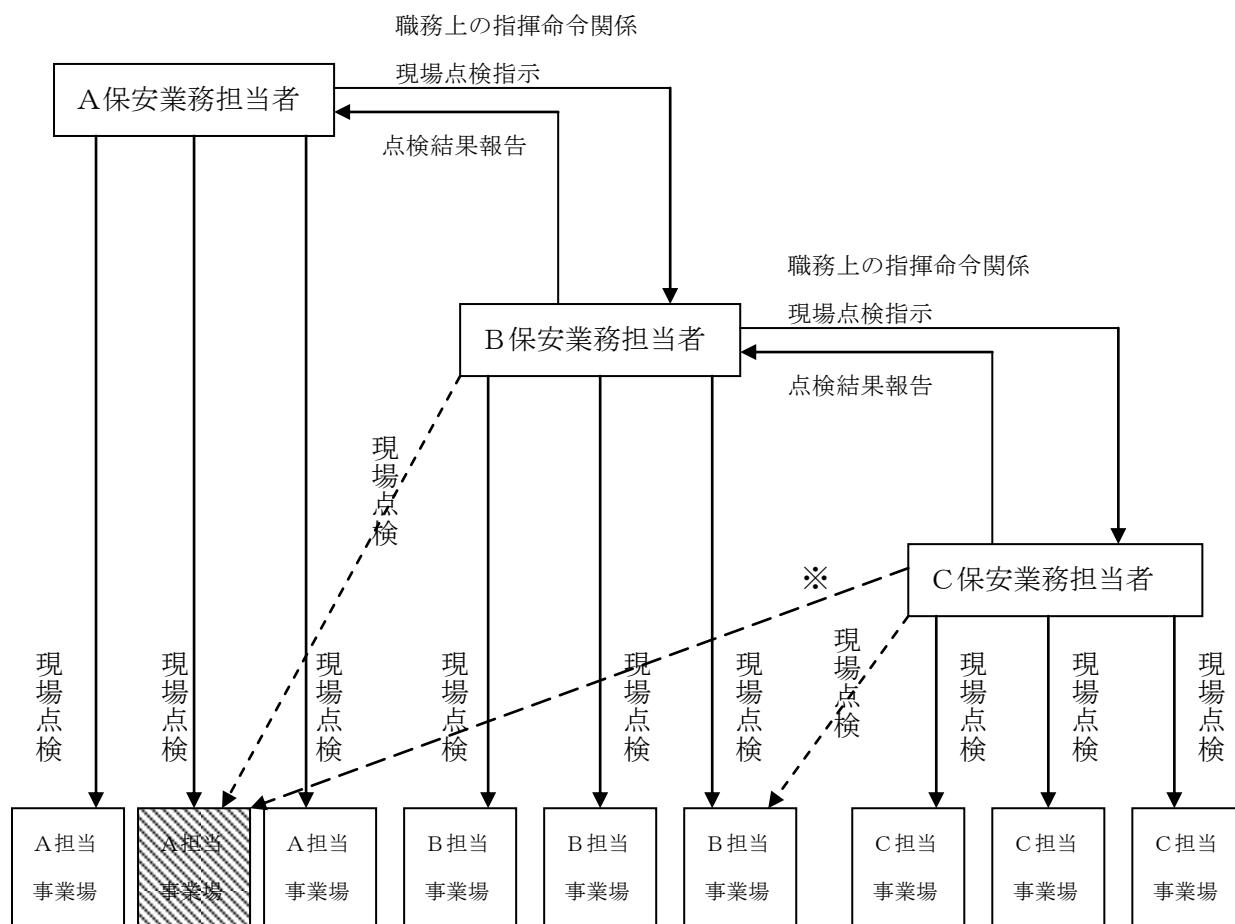 職務上の指揮命令関係
現場点検指示
A保安業務担当者
点検結果報告
職務上の指揮命令関係
現場点検指示
B保安業務担当者
点検結果報告
現場点検
※
C保安業務担当者
現場点検
現場点検
現場点検
現場点検
現場点検
現場点検
現場点検
現場点検
現場点検
現場点検
A担当
事業場
A担当
事業場
A担当
事業場
B担当
事業場
B担当
事業場
B担当
事業場
C担当
事業場
C担当
事業場
C担当
事業場